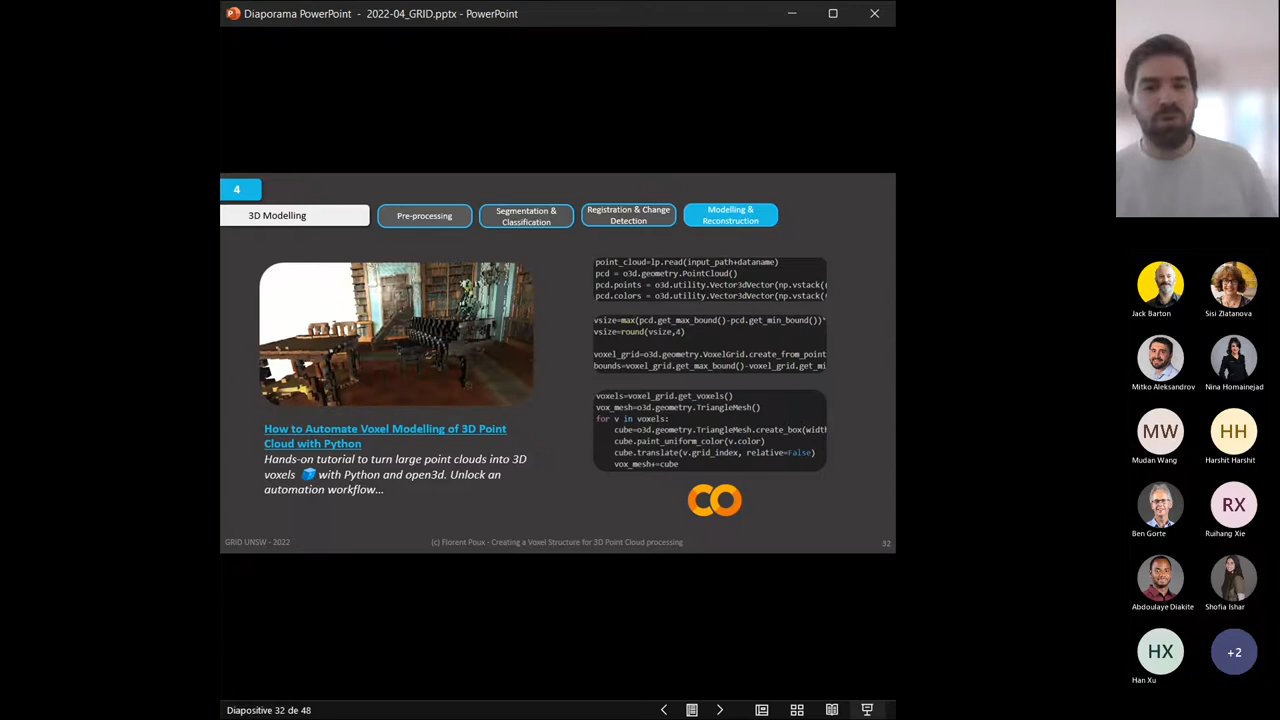 Diaporama PowerPoint - 2022-04_GRID.pptx - PowerPoint
4
3D Modelling
Pre-processing
Segmentation &
Classification
Registration & Change
Detection
Modelling &
Reconstruction
point_cloud=lp.read(input_path+dataname)
pcd = o3d.geometry.PointCloud()
pcd.points = o3d.utility.Vector3dVector(np.vstack((
pcd.colors = o3d.utility.Vector3dVector(np.vstack((
vsize=max(pcd.get_max_bound()-pcd.get_min_bound())*
vsize=round(vsize,4)
voxel_grid=o3d.geometry.VoxelGrid.create_from_point
bounds=voxel_grid.get_max_bound()-voxel_grid.get_mi
voxels=voxel_grid.get_voxels()
vox_mesh=o3d.geometry.TriangleMesh()
for v in voxels:
cube=o3d.geometry.TriangleMesh.create_box(width
cube.paint_uniform_color(v.color)
cube.translate(v.grid_index, relative=False)
vox_mesh+=cube
How to Automate Voxel Modelling of 3D Point
Cloud with Python
Hands-on tutorial to turn large point clouds into 3D
voxels with Python and open3d. Unlock an
automation workflow...
CO
GRID UNSW - 2022
(c) Florent Poux - Creating a Voxel Structure for 3D Point Cloud processing
32
Diapositive 32 de 48
Jack Barton
Sisi Zlatanova
Mitko Aleksandrov
Nina Homainejad
MW
HH
Mudan Wang
Harshit Harshit
RX
Ben Gorte
Ruihang Xie
Abdoulaye Diakite
Shofia Ishar
HX
+2
Han Xu